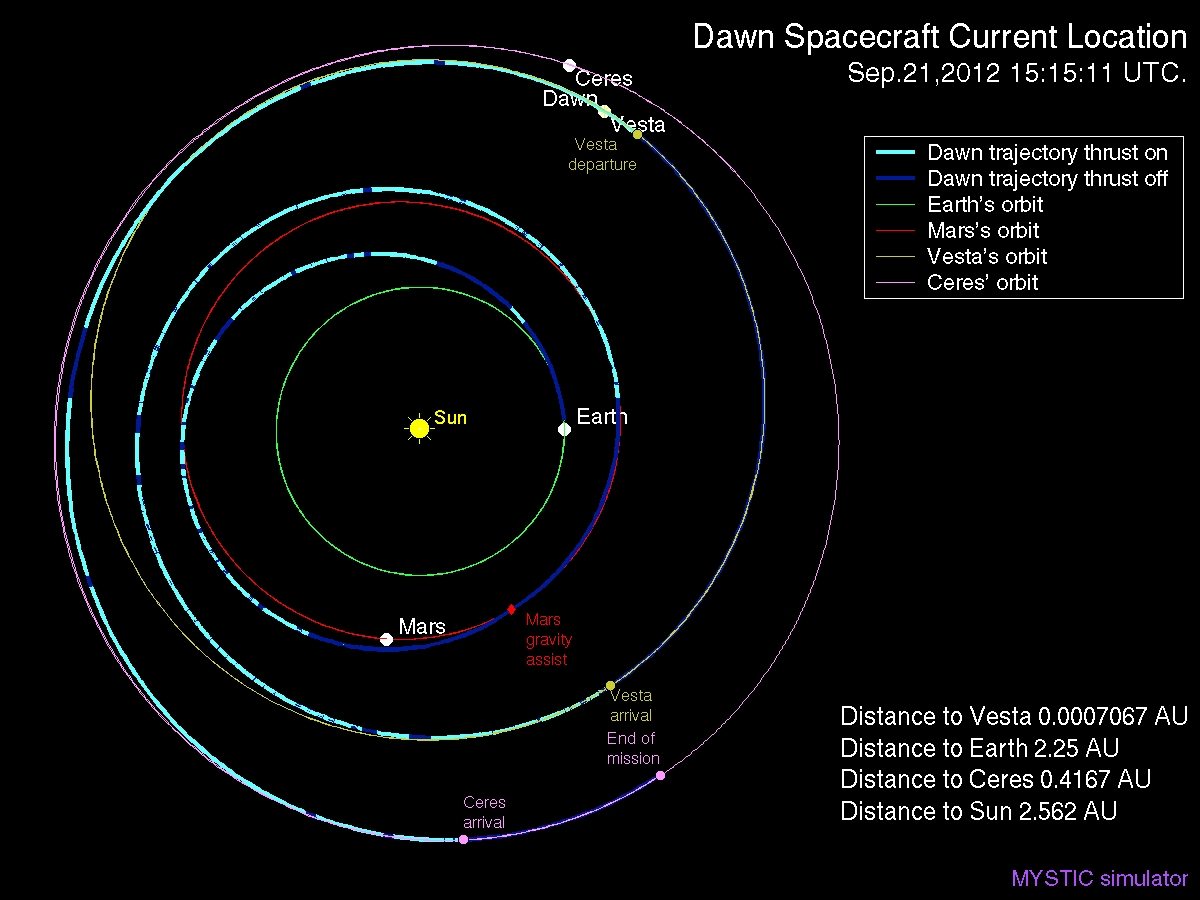 Dawn Spacecraft Current Location
Sep.21,2012 15:15:11 UTC.
Ceres
Dawn
Vesta
Vesta
departure
Dawn trajectory thrust on
Dawn trajectory thrust off
Earth's orbit
Mars's orbit
Vesta's orbit
Ceres' orbit
Sun
Earth
Mars
Mars
gravity
assist
Vesta
arrival
End of
mission
Ceres
arrival
Distance to Vesta 0.0007067 AU
Distance to Earth 2.25 AU
Distance to Ceres 0.4167 AU
Distance to Sun 2.562 AU
MYSTIC simulator